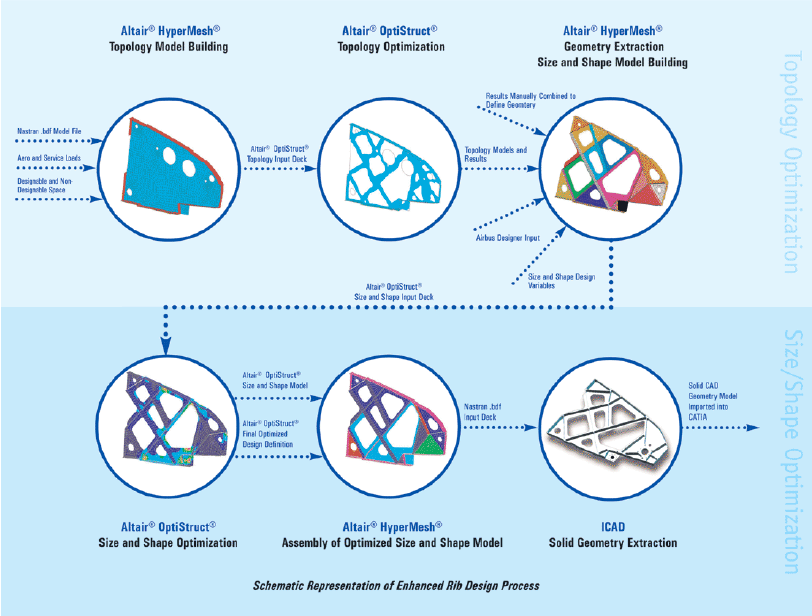 Altair® HyperMesh®
Topology Model Building
Altair® OptiStruct®
Topology Optimization
Altair® HyperMesh®
Geometry Extraction
Size and Shape Model Building
Topology Optimization
Nastran .bdf Model File
Aero and Service Loads
Designable and Non-
Designable Space
Altair® OptiStruct®
Topology Input Deck
Results Manually Combined to
Define Geomtery
Topology Models and
Results
Airbus Designer Input
Size and Shape Design
Variables
Altair® OptiStruct®
Size and Shape Input Deck
Size/Shape Optimization
Altair® OptiStruct®
Size and Shape Model
Altair® OptiStruct®
Final Optimized
Design Definition
Nastran .bdf
Input Deck
Solid CAD
Geometry Model
Imported into
CATIA
Altair® OptiStruct®
Size and Shape Optimization
Altair® HyperMesh®
Assembly of Optimized Size and Shape Model
ICAD
Solid Geometry Extraction
Schematic Representation of Enhanced Rib Design Process